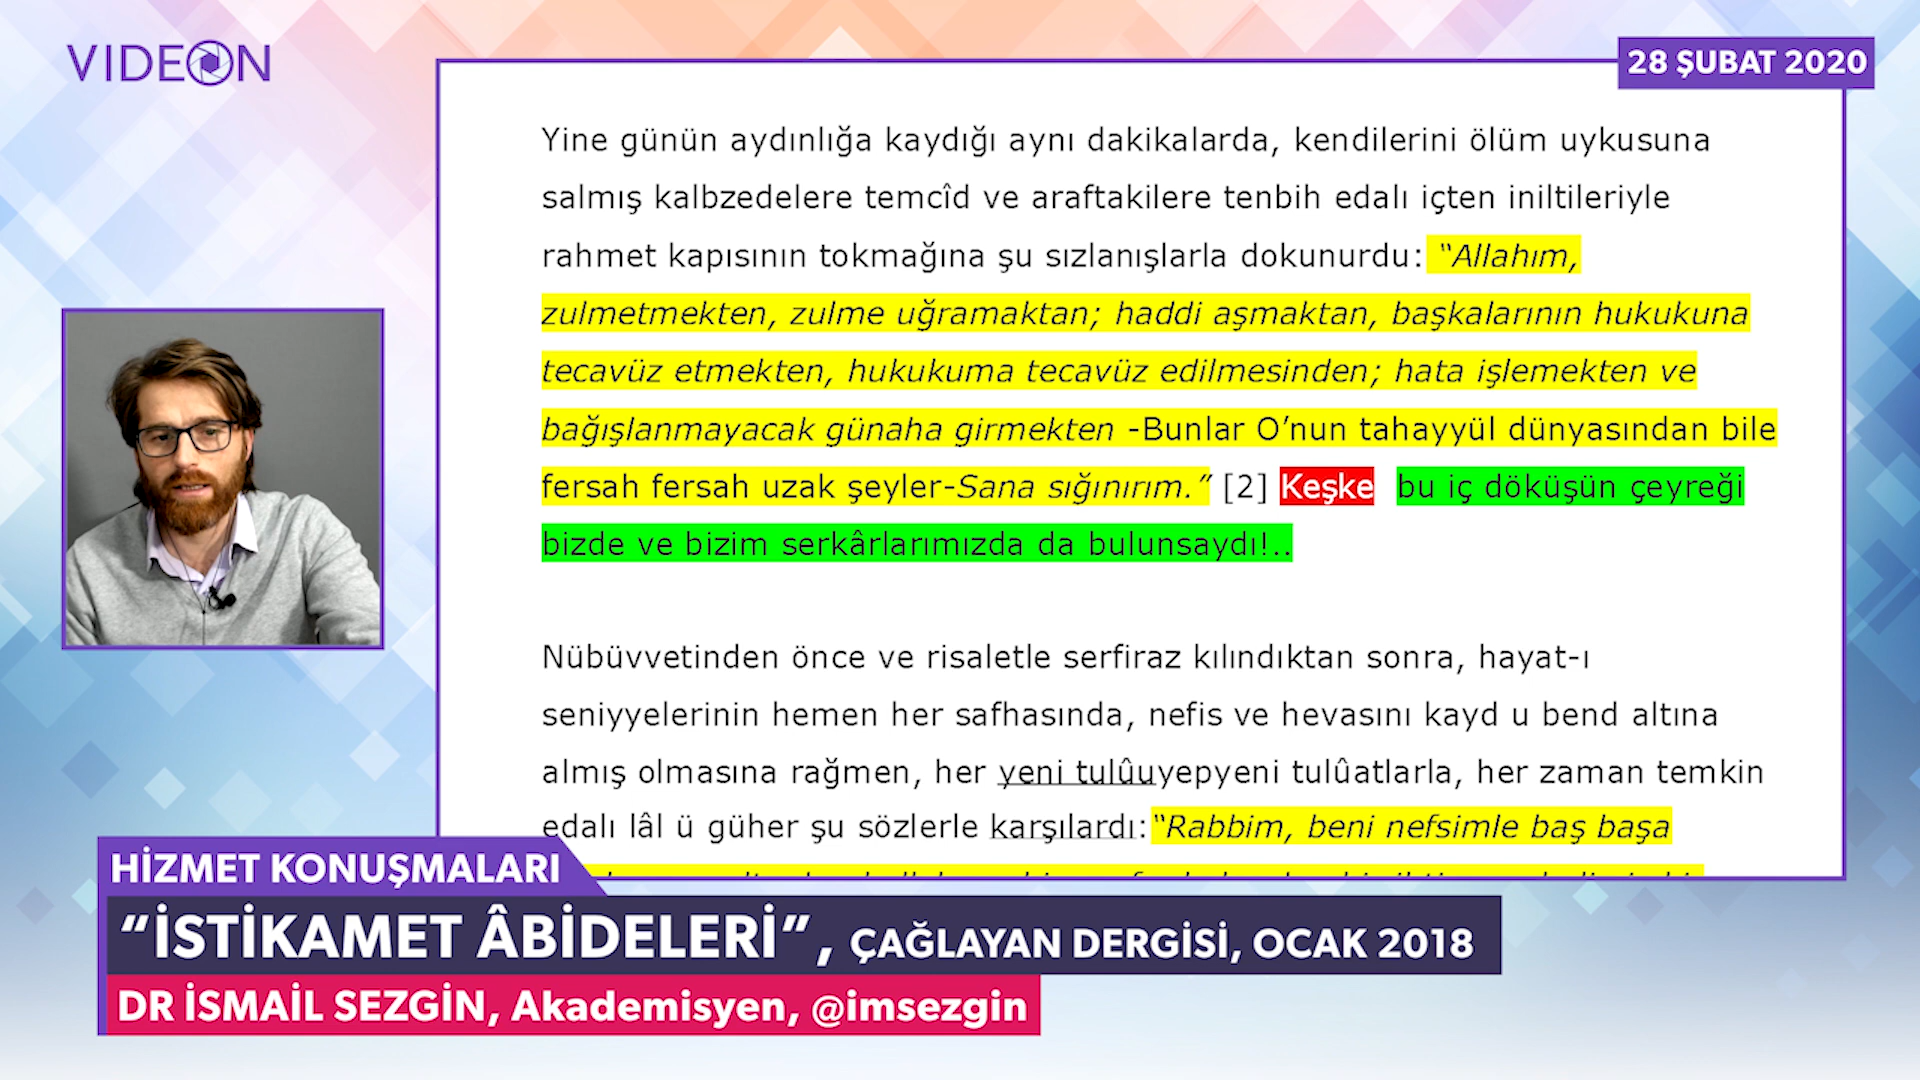 VIDEON
28 ŞUBAT 2020
Yine günün aydınlığa kaydığı aynı dakikalarda, kendilerini ölüm uykusuna
salmış kalbzedelere temcîd ve araftakilere tenbih edalı içten iniltileriyle
rahmet kapısının tokmağına şu sızlanışlarla dokunurdu: “Allahım,
zulmetmekten, zulme uğramaktan; haddi aşmaktan, başkalarının hukukuna
tecavüz etmekten, hukukuma tecavüz edilmesinden; hata işlemekten ve
bağışlanmayacak günaha girmekten -Bunlar O’nun tahayyül dünyasından bile
fersah fersah uzak şeyler-Sana sığınırım.” [2] Keşke bu iç döküşün çeyreği
bizde ve bizim serkârlarımızda da bulunsaydı!..
Nübüvvetinden önce ve risaletle serfiraz kılındıktan sonra, hayat-ı
seniyyelerinin hemen her safhasında, nefis ve hevasını kayd u bend altına
almış olmasına rağmen, her yeni tulûuyepyeni tulûatlarla, her zaman temkin
edalı lâl ü güher şu sözlerle karşılardı: “Rabbim, beni nefsimle baş başa
HİZMET KONUŞMALARI
“İSTİKAMET ÂBİDELERİ”, ÇAĞLAYAN DERGİSİ, OCAK 2018
DR İSMAİL SEZGİN, Akademisyen, @imsezgin